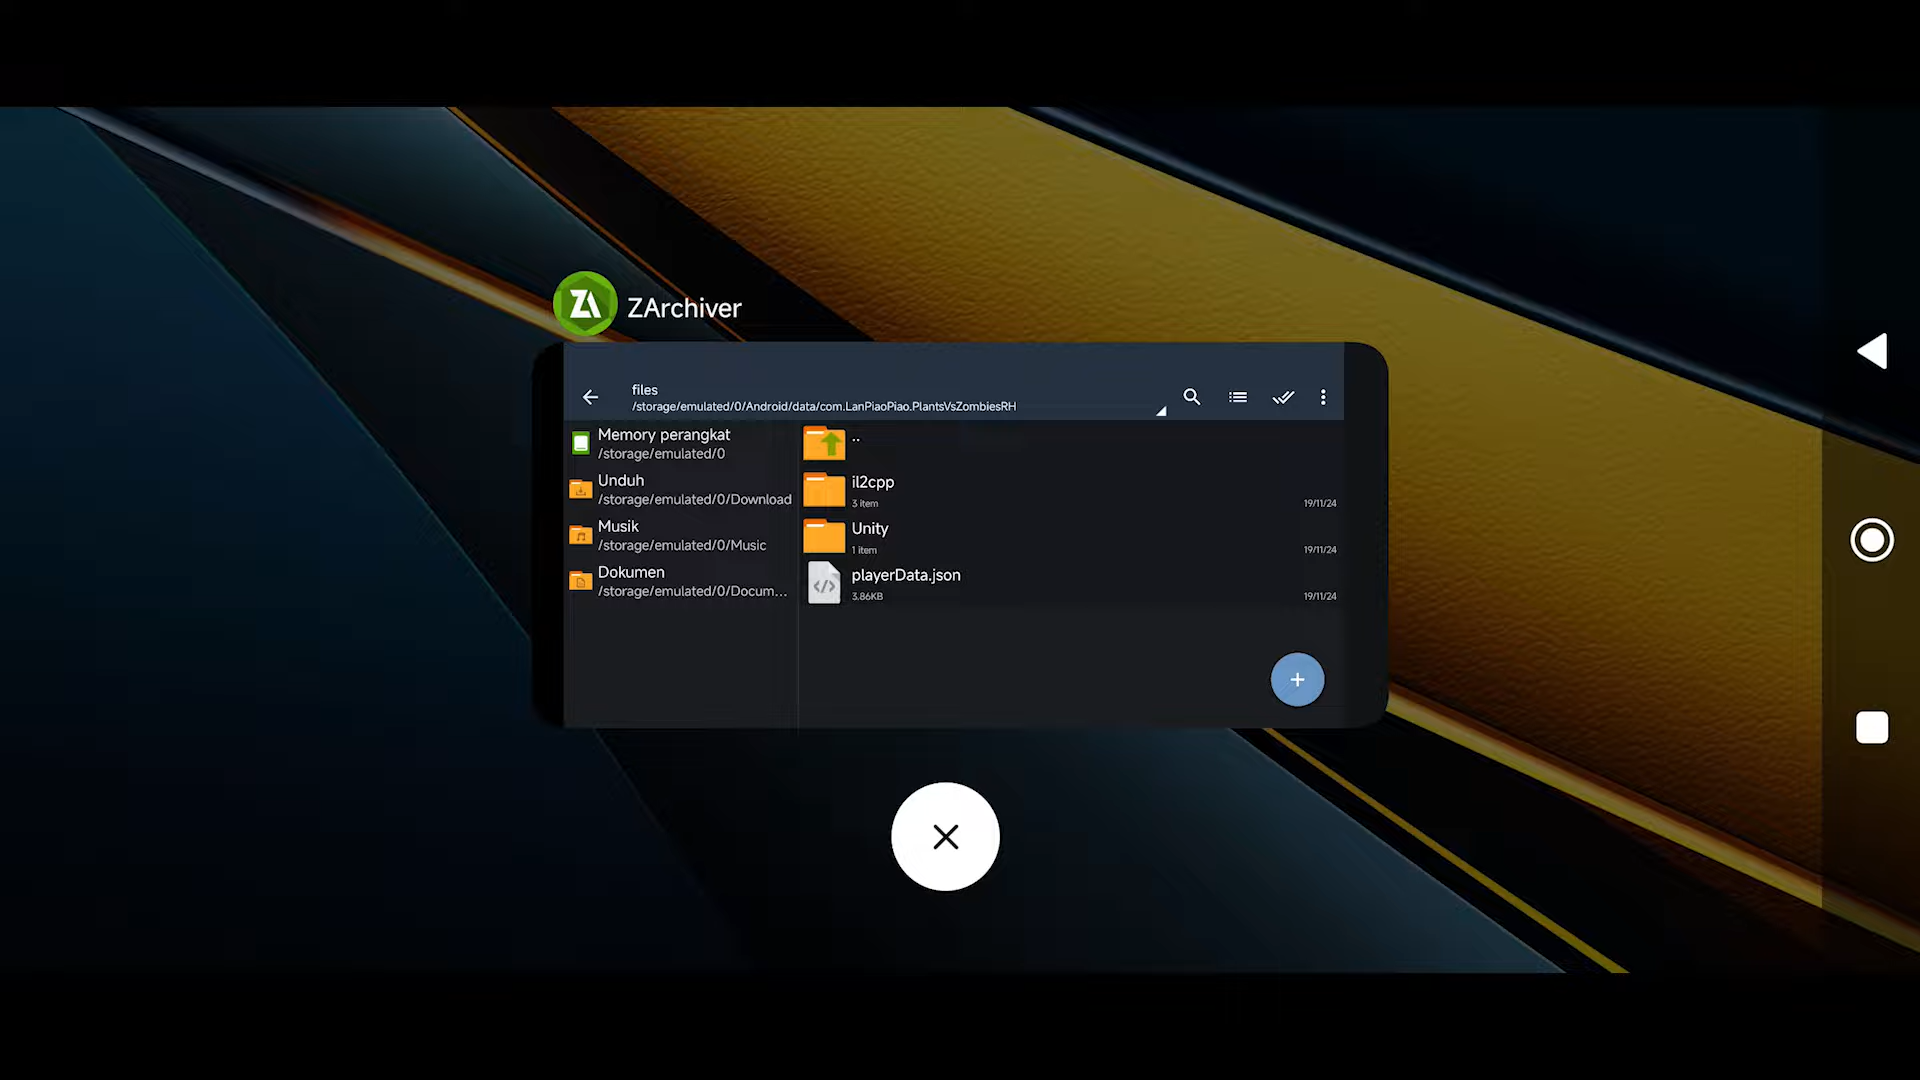 ZA ZArchiver
files
/storage/emulated/0/Android/data/com.LanPiaoPiao.PlantsVsZombiesRH
Memory perangkat
/storage/emulated/0
Unduh
/storage/emulated/0/Download
Musik
/storage/emulated/0/Music
Dokumen
/storage/emulated/0/Docum...
..
il2cpp
3 item
19/11/24
Unity
1 item
19/11/24
playerData.json
3.86KB
19/11/24